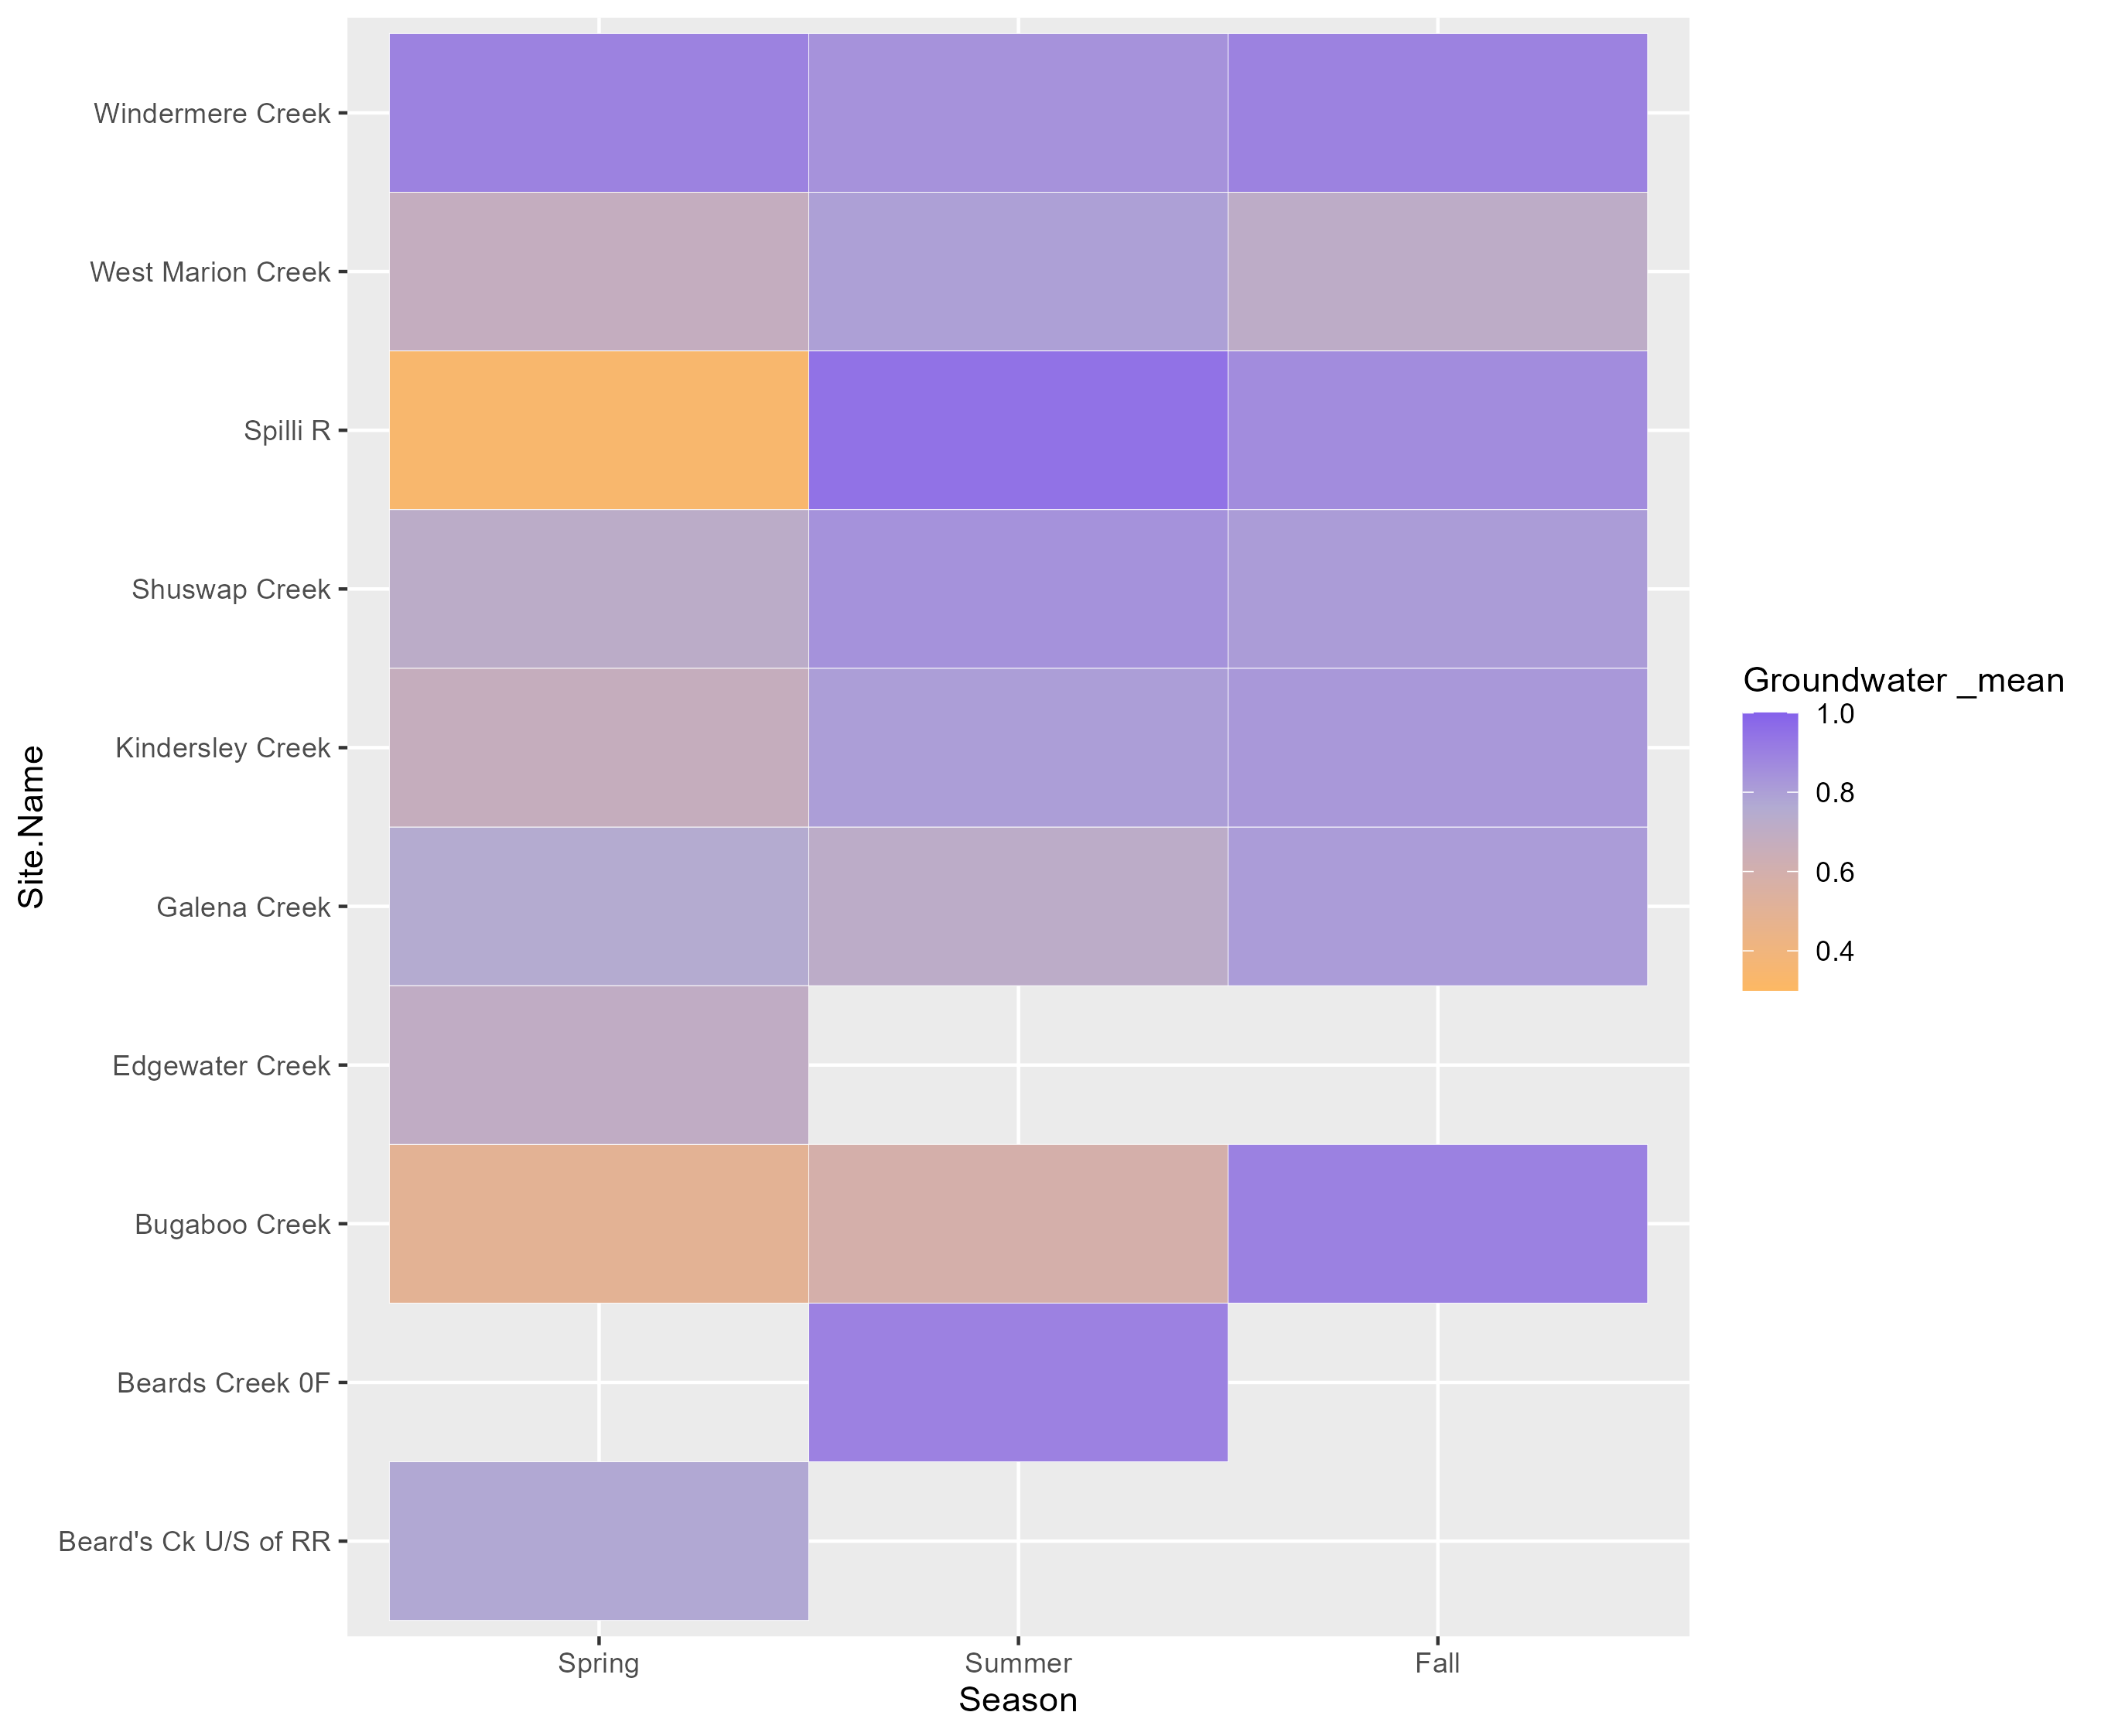 Windermere Creek
West Marion Creek
Spilli R
Shuswap Creek
Kindersley Creek
Galena Creek
Edgewater Creek
Bugaboo Creek
Beards Creek 0F
Beard's Ck U/S of RR
Site.Name
Spring
Summer
Fall
Season
Groundwater _mean
1.0
0.8
0.6
0.4